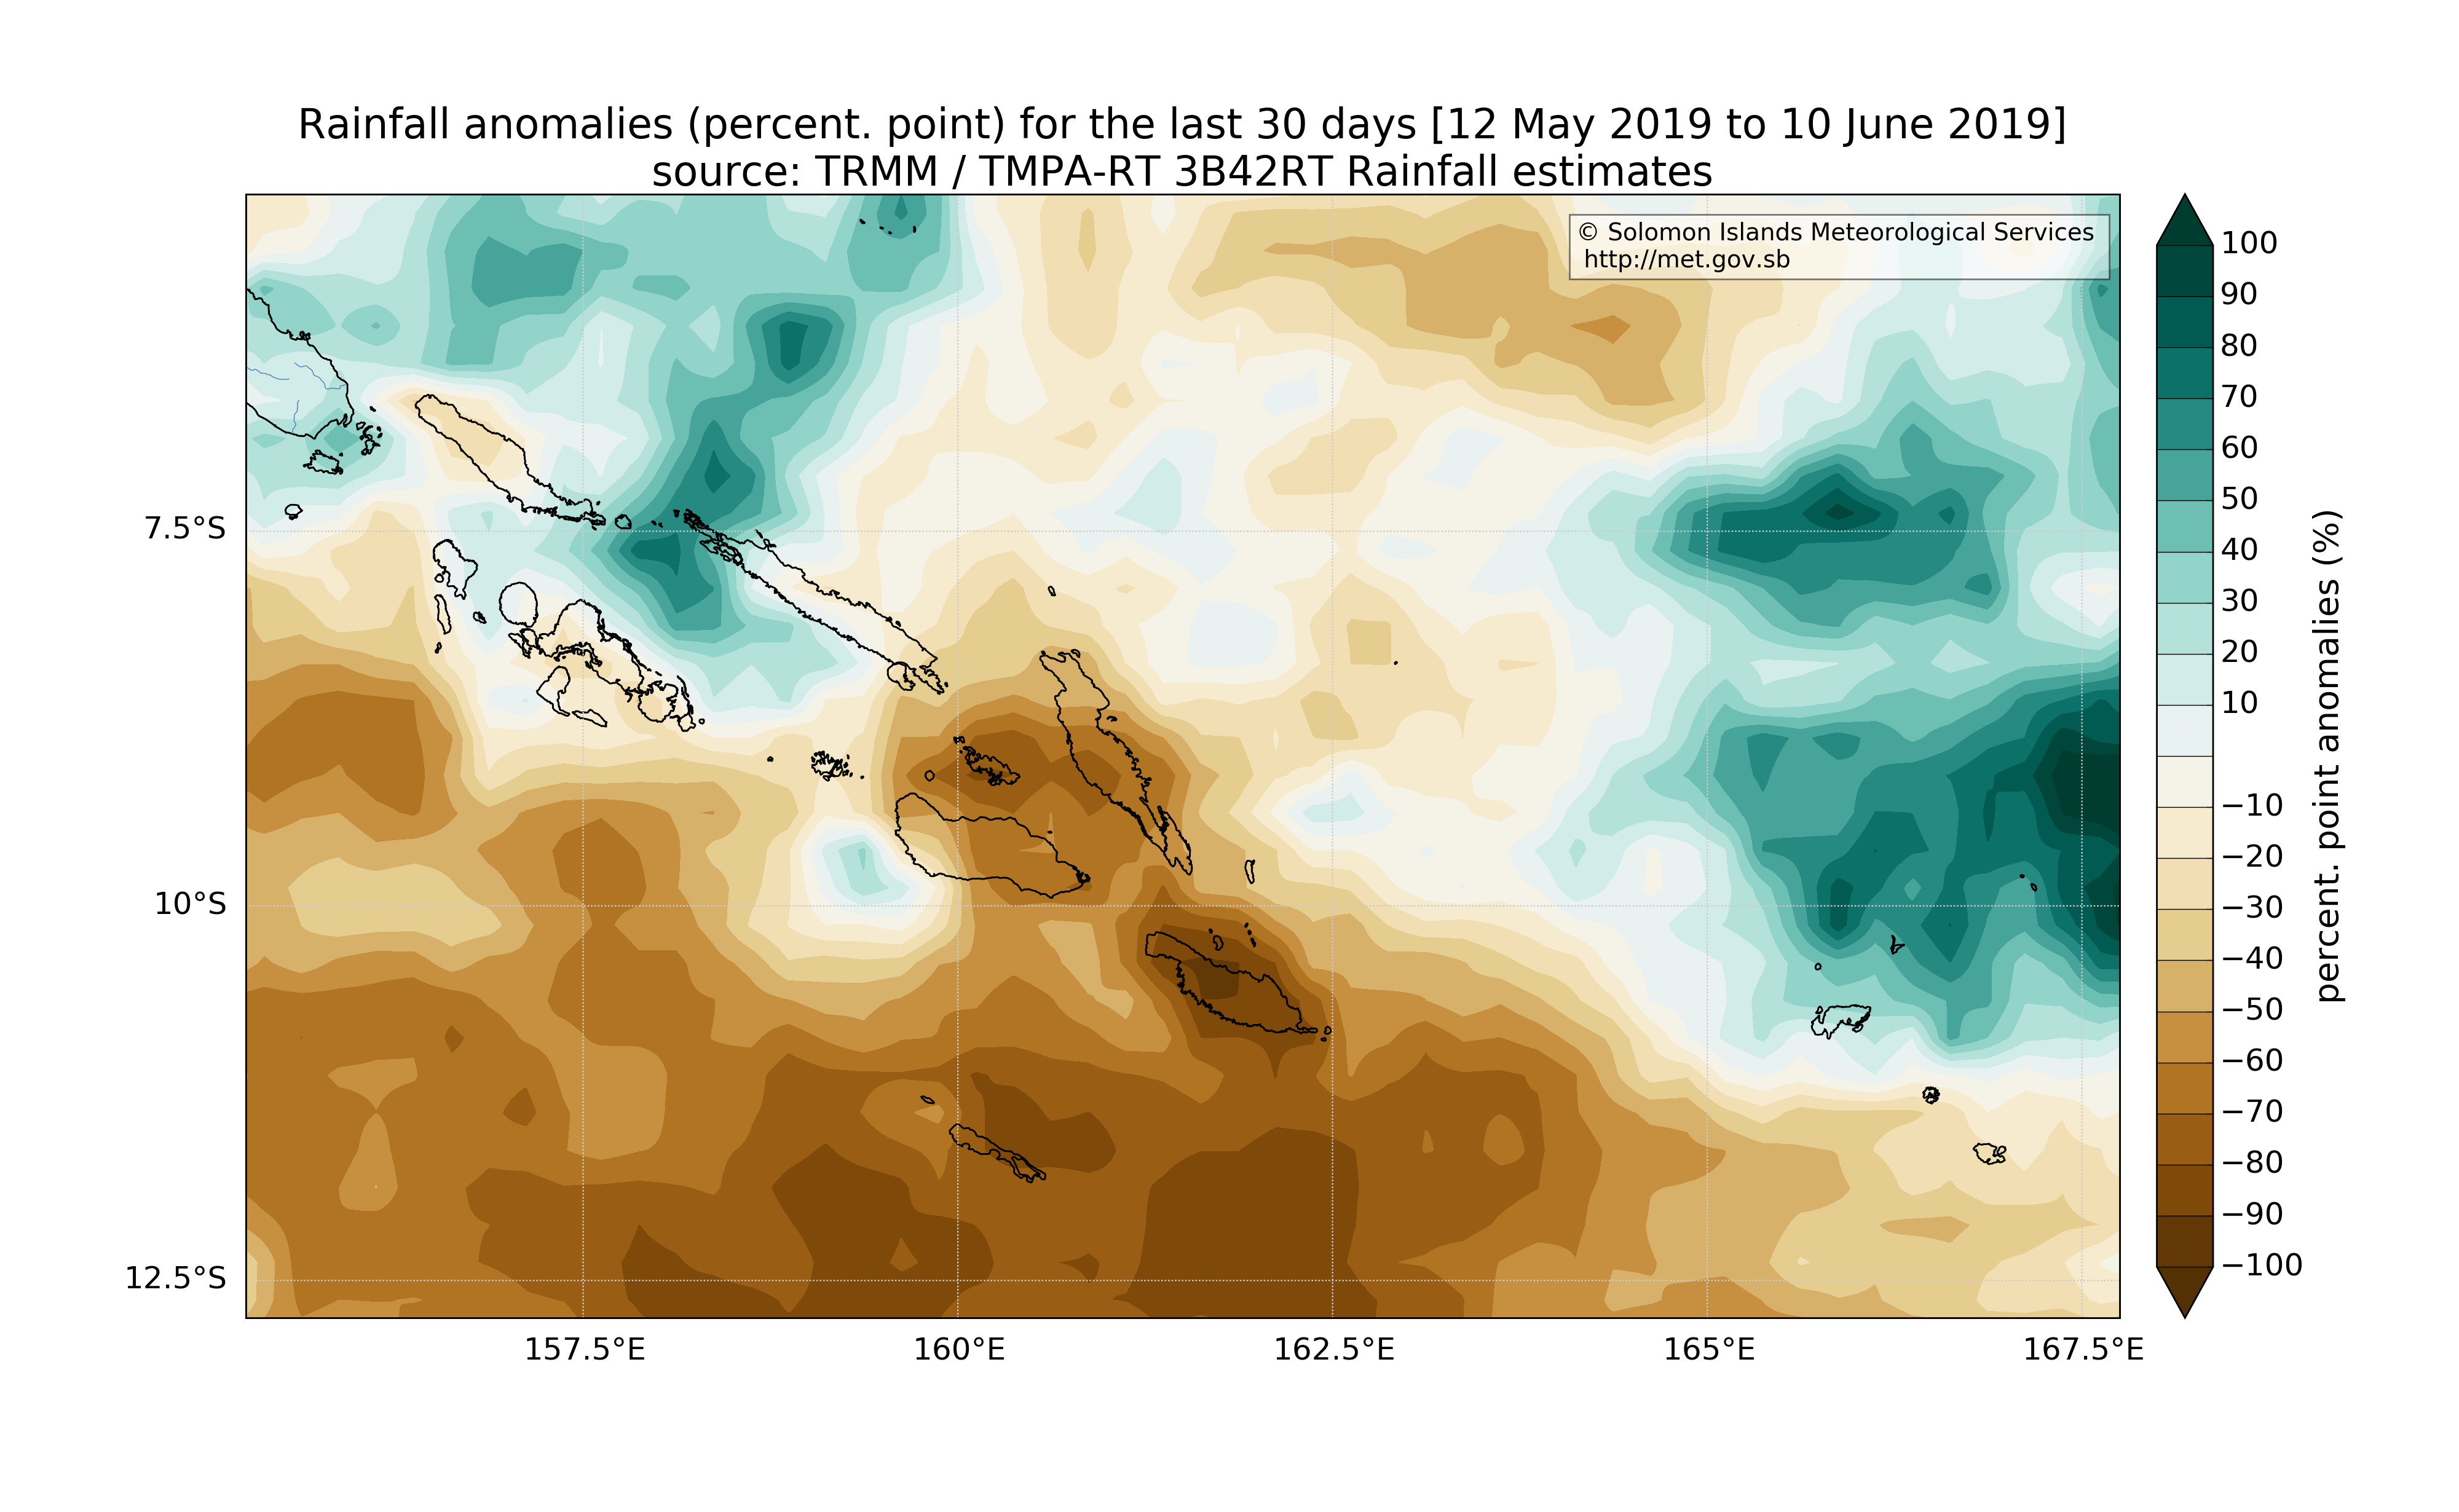 Rainfall anomalies (percent. point) for the last 30 days [12 May 2019 to 10 June 2019]
source: TRMM / TMPA-RT 3B42RT Rainfall estimates
© Solomon Islands Meteorological Services
http://met.gov.sb
7.5°S
10°S
12.5°S
157.5°E
160°E
162.5°E
165°E
167.5°E
100
90
80
70
60
50
40
30
20
10
−10
−20
−30
−40
−50
−60
−70
−80
−90
−100
percent. point anomalies (%)